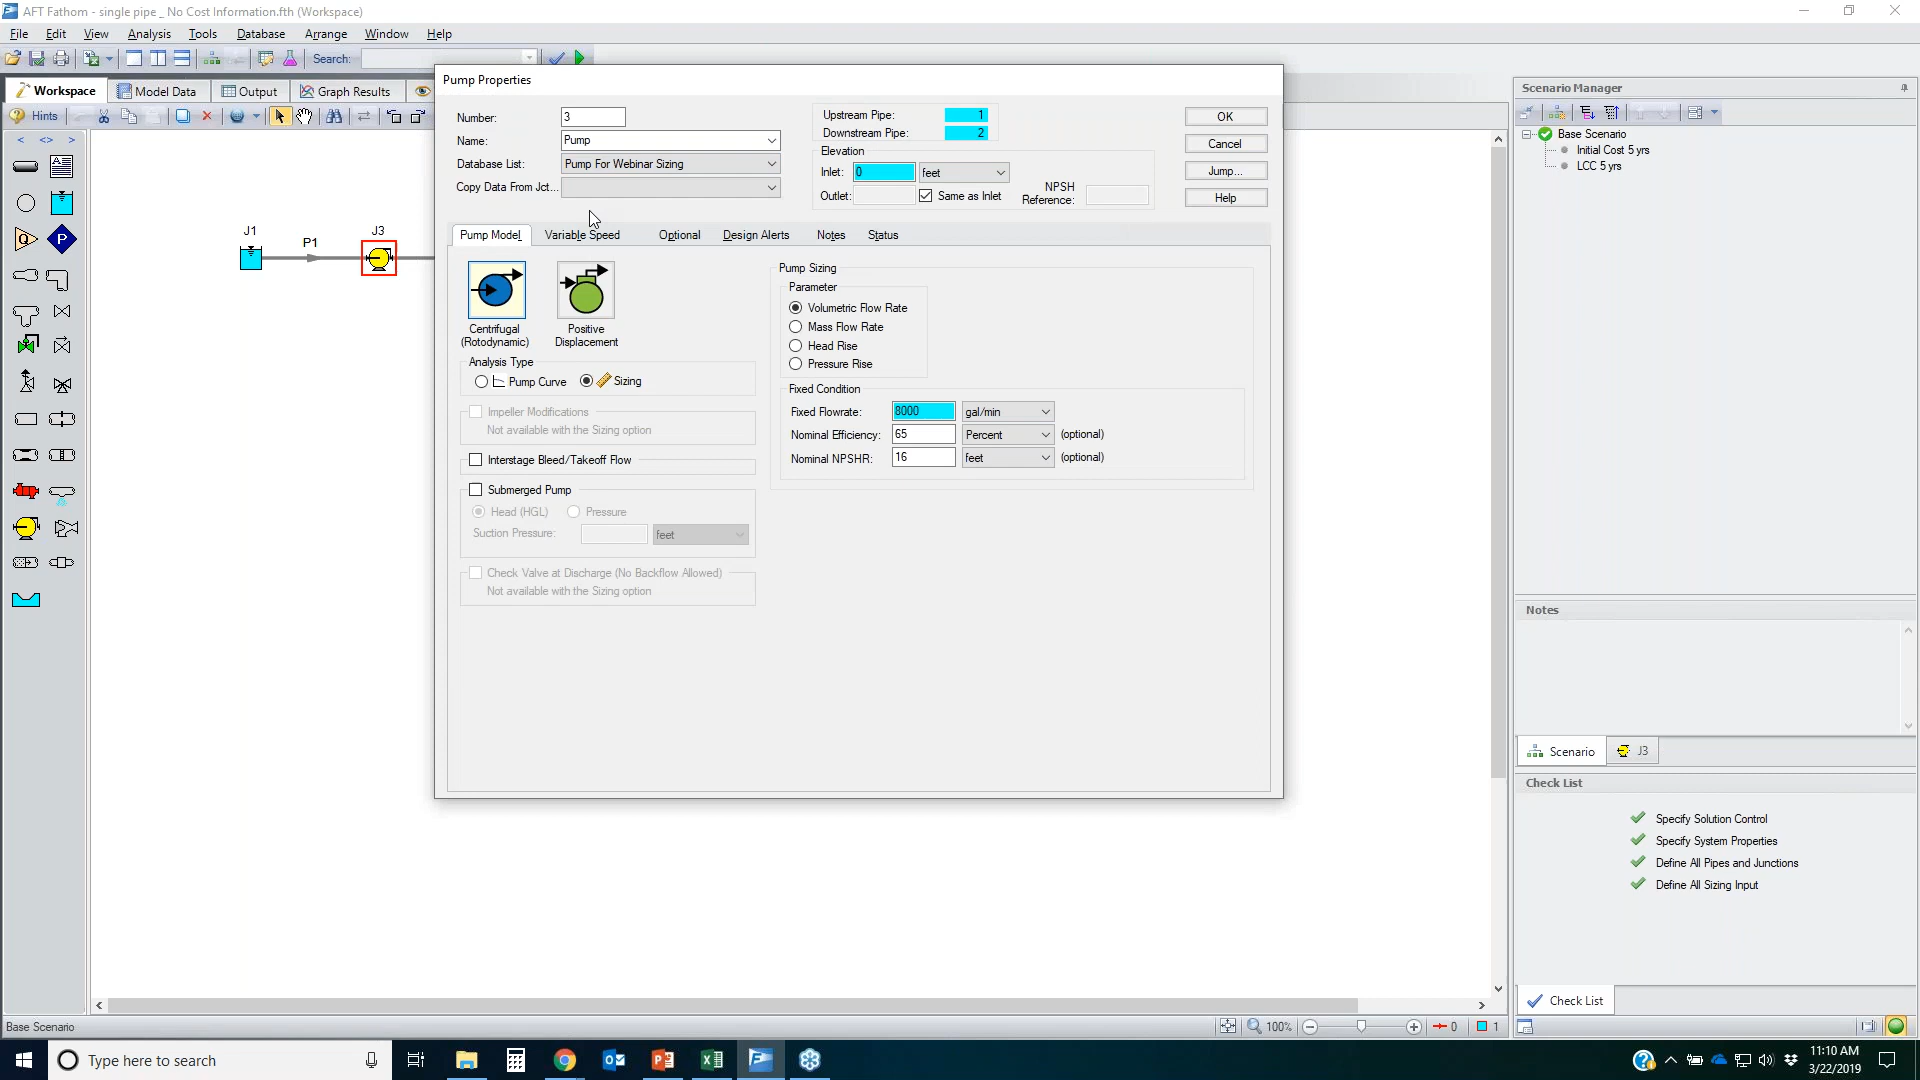 AFT Fathom - single pipe _ No Cost Information.fth (Workspace)
File Edit View Analysis Tools Database Arrange Window Help
Search:
Workspace Model Data Output Graph Results
Hints
J1 P1 J3
Pump Properties
Number: 3
Name: Pump
Database List: Pump For Webinar Sizing
Copy Data From Jct...
Upstream Pipe: 1
Downstream Pipe: 2
Elevation
Inlet: 0 feet
Outlet: Same as Inlet
NPSH
Reference:
OK
Cancel
Jump...
Help
Pump Model Variable Speed Optional Design Alerts Notes Status
Centrifugal
(Rotodynamic)
Positive
Displacement
Analysis Type
Pump Curve Sizing
Impeller Modifications
Not available with the Sizing option
Interstage Bleed/Takeoff Flow
Submerged Pump
Head (HGL) Pressure
Suction Pressure: feet
Check Valve at Discharge (No Backflow Allowed)
Not available with the Sizing option
Pump Sizing
Parameter
Volumetric Flow Rate
Mass Flow Rate
Head Rise
Pressure Rise
Fixed Condition
Fixed Flowrate: 8000 gal/min
Nominal Efficiency: 65 Percent (optional)
Nominal NPSHR: 16 feet (optional)
Scenario Manager
Base Scenario
Initial Cost 5 yrs
LCC 5 yrs
Notes
Scenario J3
Check List
Specify Solution Control
Specify System Properties
Define All Pipes and Junctions
Define All Sizing Input
Check List
Base Scenario
100% 0 1
Type here to search
11:10 AM
3/22/2019